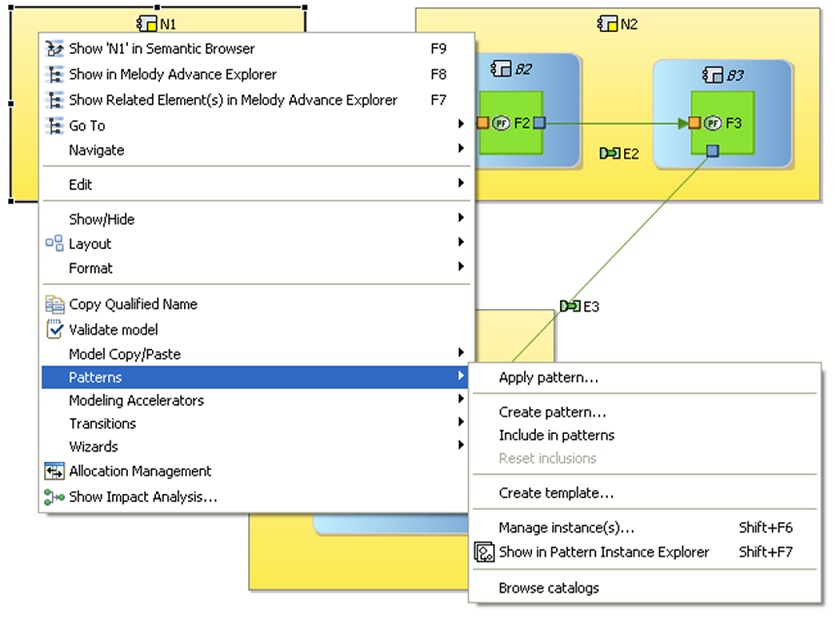 N1
N2
Show 'N1' in Semantic Browser F9
Show in Melody Advance Explorer F8
Show Related Element(s) in Melody Advance Explorer F7
Go To
Navigate
Edit
Show/Hide
Layout
Format
Copy Qualified Name
Validate model
Model Copy/Paste
Patterns
Modeling Accelerators
Transitions
Wizards
Allocation Management
Show Impact Analysis...
B2
B3
PF F2
PF F3
E2
E3
Apply pattern...
Create pattern...
Include in patterns
Reset inclusions
Create template...
Manage instance(s)... Shift+F6
Show in Pattern Instance Explorer Shift+F7
Browse catalogs